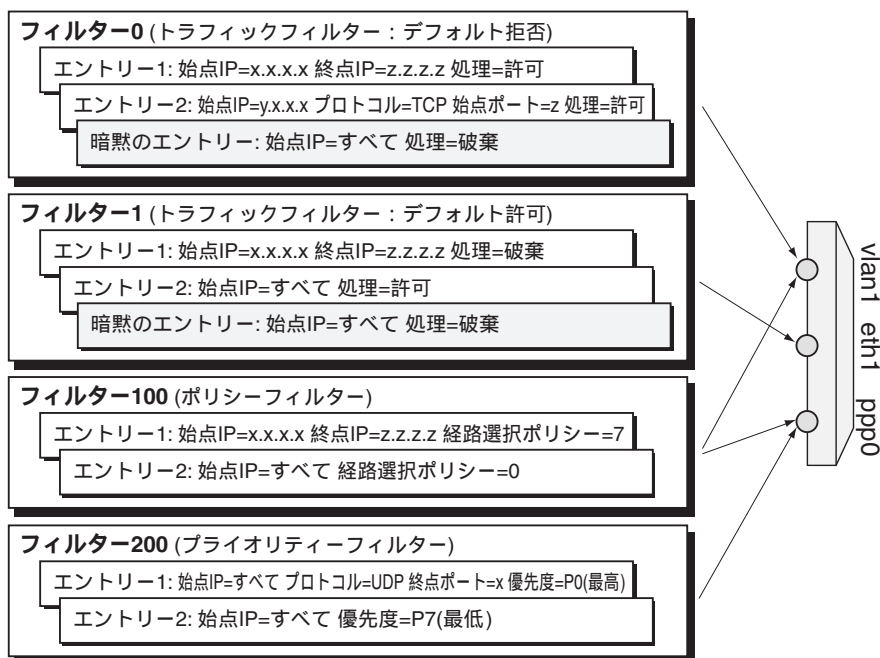 フィルター0 (トラフィックフィルター：デフォルト拒否)
エントリー1: 始点IP=x.x.x.x 終点IP=z.z.z.z 処理=許可
エントリー2: 始点IP=y.x.x.x プロトコル=TCP 始点ポート=z 処理=許可
暗黙のエントリー: 始点IP=すべて 処理=破棄
フィルター1 (トラフィックフィルター：デフォルト許可)
エントリー1: 始点IP=x.x.x.x 終点IP=z.z.z.z 処理=破棄
エントリー2: 始点IP=すべて 処理=許可
暗黙のエントリー: 始点IP=すべて 処理=破棄
フィルター100 (ポリシーフィルター)
エントリー1: 始点IP=x.x.x.x 終点IP=z.z.z.z 経路選択ポリシー=7
エントリー2: 始点IP=すべて 経路選択ポリシー=0
フィルター200 (プライオリティーフィルター)
エントリー1: 始点IP=すべて プロトコル=UDP 終点ポート=x 優先度=P0(最高)
エントリー2: 始点IP=すべて 優先度=P7(最低)
vlan1 eth1 ppp0